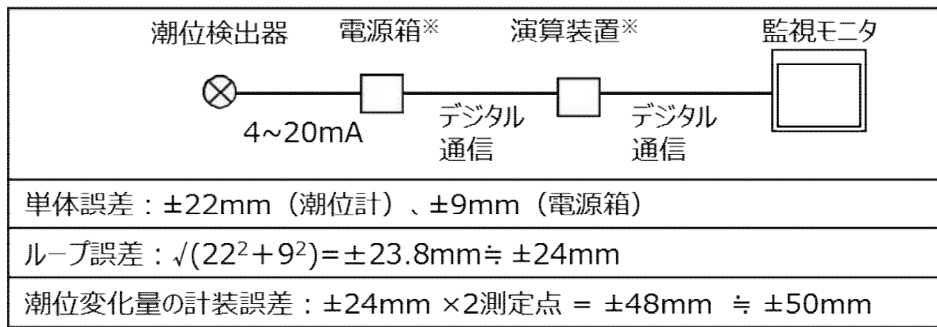 潮位検出器 電源箱※ 演算装置※ 監視モニタ
4~20mA
デジタル
通信
デジタル
通信
単体誤差：±22mm（潮位計）、±9mm（電源箱）
ループ誤差：√(22²＋9²)=±23.8mm≒ ±24mm
潮位変化量の計装誤差：±24mm ×2測定点 = ±48mm ≒ ±50mm